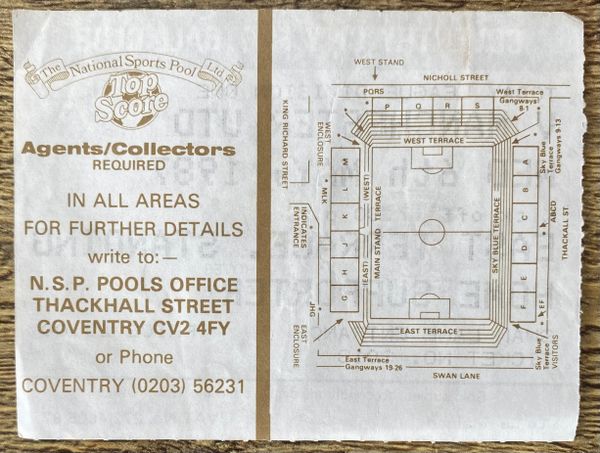 The National Sports Pool Ltd
Top
Score
Agents/Collectors
REQUIRED
IN ALL AREAS
FOR FURTHER DETAILS
write to:—
N.S.P. POOLS OFFICE
THACKHALL STREET
COVENTRY CV2 4FY
or Phone
COVENTRY (0203) 56231
WEST STAND
NICHOLL STREET
PQRS
West Terrace
Gangways
8-1
P Q R S
KING RICHARD STREET
WEST
ENCLOSURE
WEST TERRACE
Sky Blue
Terrace
Gangways 9-13
M
L
K
J
H
G
MLK
INDICATES
ENTRANCE
JHG
(WEST)
(EAST)
MAIN STAND TERRACE
SKY BLUE TERRACE
A
B
C
D
E
F
ABCD
THACKALL ST
EF
EAST
ENCLOSURE
EAST TERRACE
East Terrace
Gangways 19-26
SWAN LANE
Sky Blue
Terrace
VISITORS